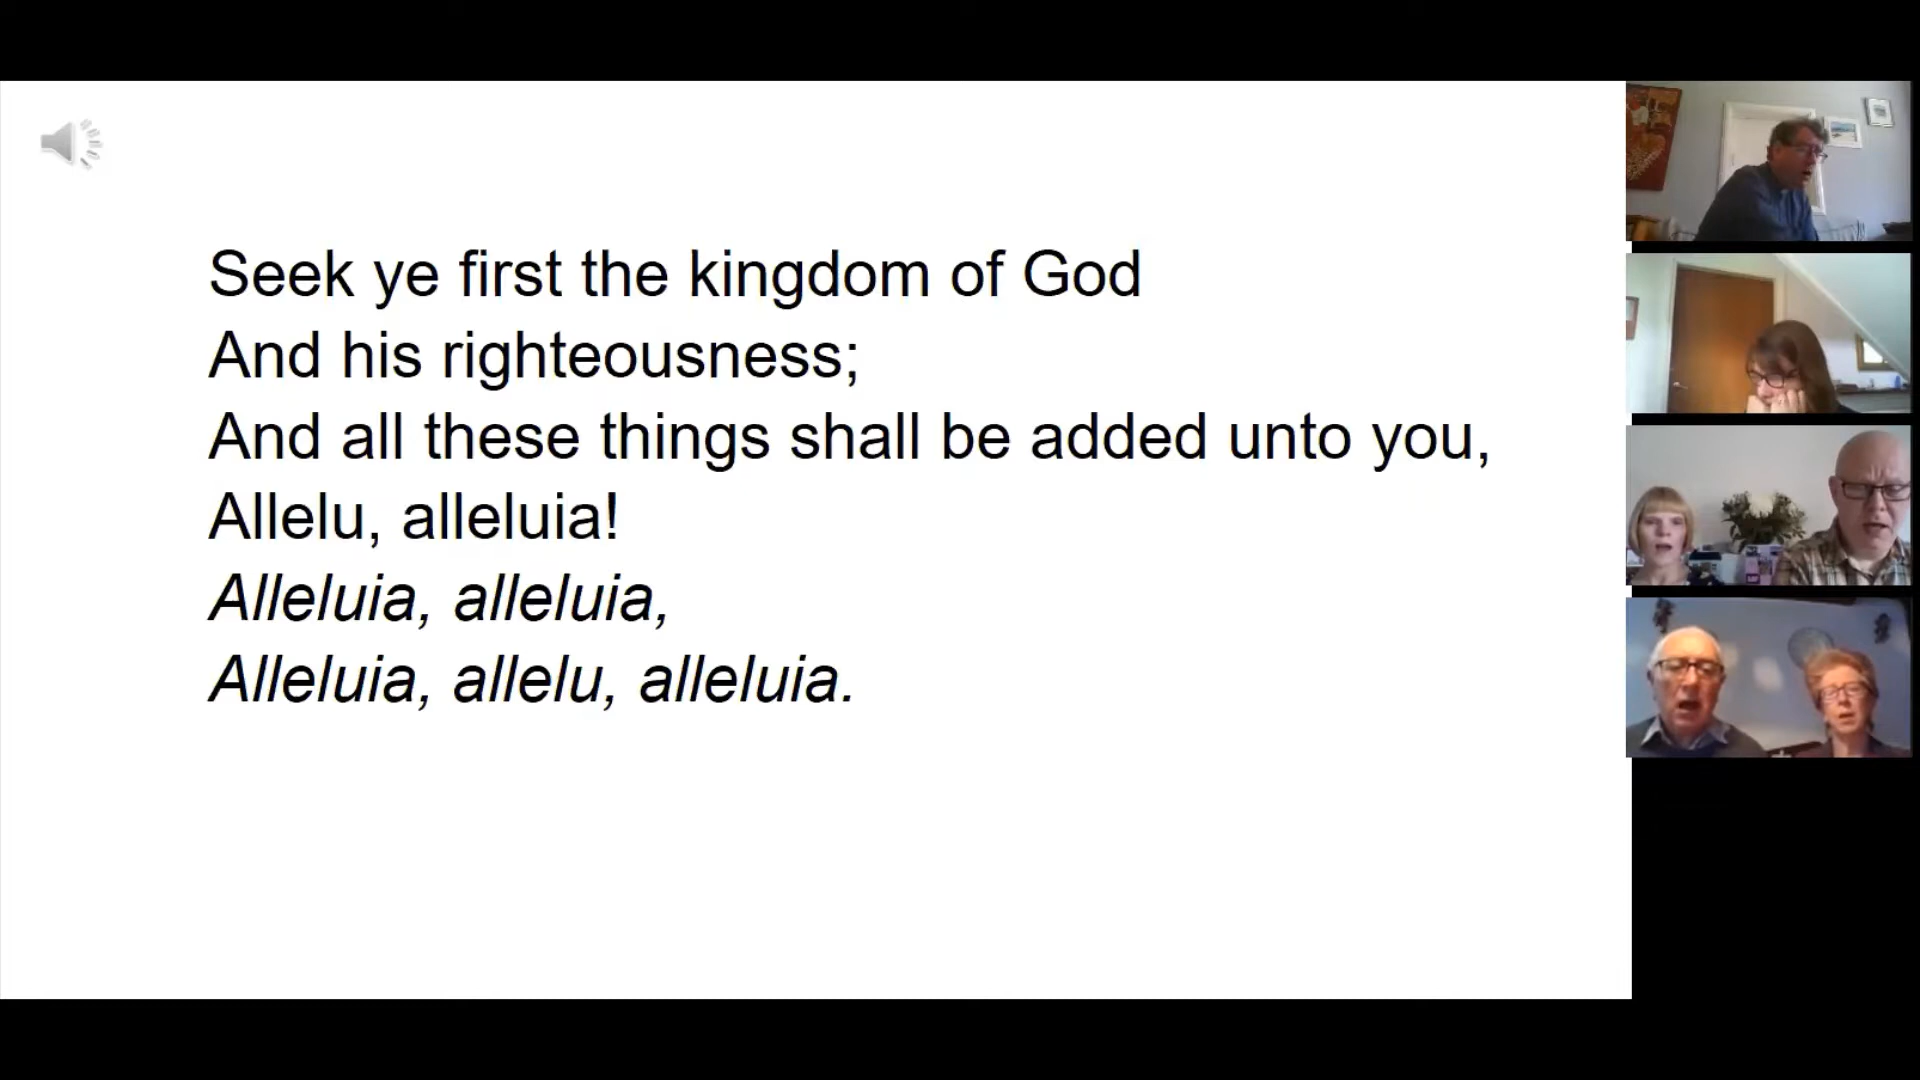 Seek ye first the kingdom of God
And his righteousness;
And all these things shall be added unto you,
Allelu, alleluia!
Alleluia, alleluia,
Alleluia, allelu, alleluia.